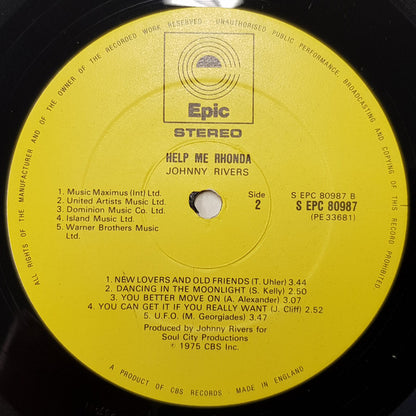 ALL RIGHTS OF THE MANUFACTURER AND OF THE OWNER OF THE RECORDED WORK RESERVED · UNAUTHORISED PUBLIC PERFORMANCE, BROADCASTING AND COPYING OF THIS RECORD PROHIBITED
Epic
STEREO
HELP ME RHONDA
JOHNNY RIVERS
1. Music Maximus (Int) Ltd.
2. United Artists Music Ltd.
3. Dominion Music Co. Ltd.
4. Island Music Ltd.
5. Warner Brothers Music
Ltd.
Side
2
S EPC 80987 B
S EPC 80987
(PE 33681)
1. NEW LOVERS AND OLD FRIENDS (T. Uhler) 3.44
2. DANCING IN THE MOONLIGHT (S. Kelly) 2.50
3. YOU BETTER MOVE ON (A. Alexander) 3.07
4. YOU CAN GET IT IF YOU REALLY WANT (J. Cliff) 2.52
5. U.F.O. (M. Georgiades) 3.47
Produced by Johnny Rivers for
Soul City Productions
℗ 1975 CBS Inc.
A PRODUCT OF CBS RECORDS · MADE IN ENGLAND